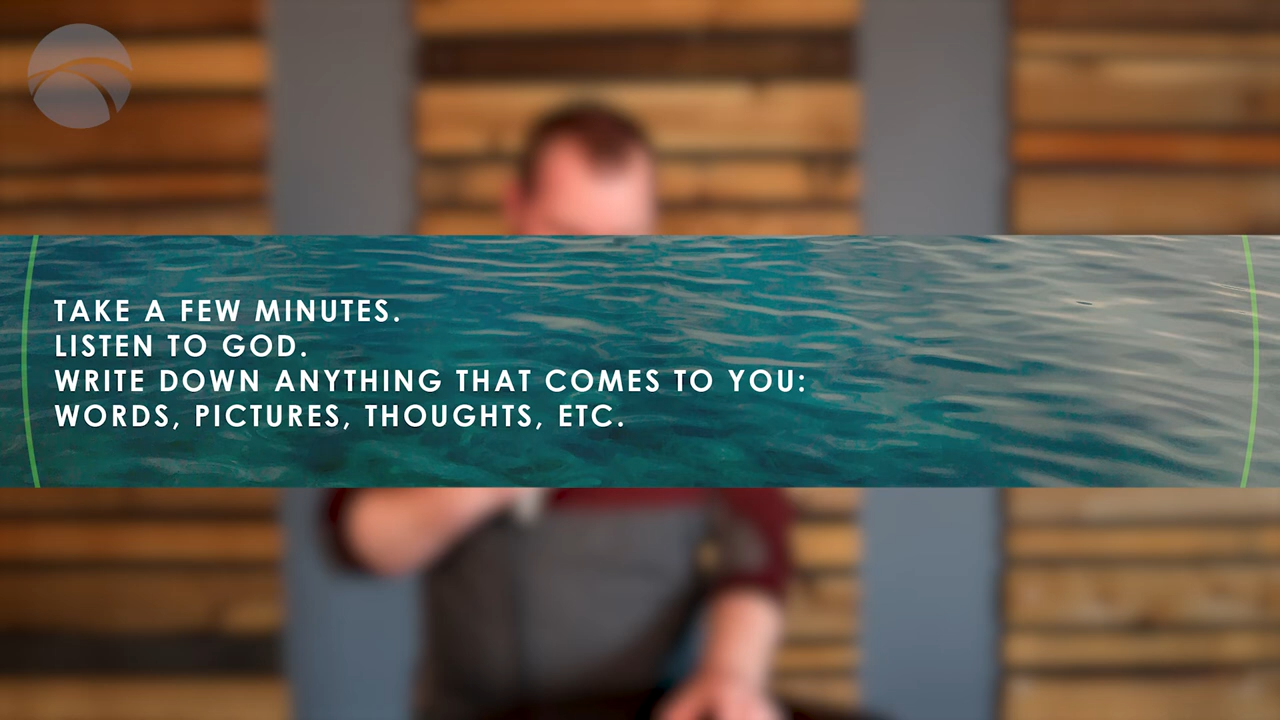 TAKE A FEW MINUTES.
LISTEN TO GOD.
WRITE DOWN ANYTHING THAT COMES TO YOU:
WORDS, PICTURES, THOUGHTS, ETC.